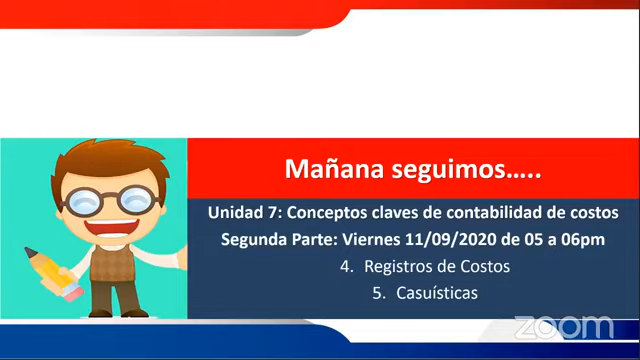 Mañana seguimos…..
Unidad 7: Conceptos claves de contabilidad de costos
Segunda Parte: Viernes 11/09/2020 de 05 a 06pm
4. Registros de Costos
5. Casuísticas
zoom